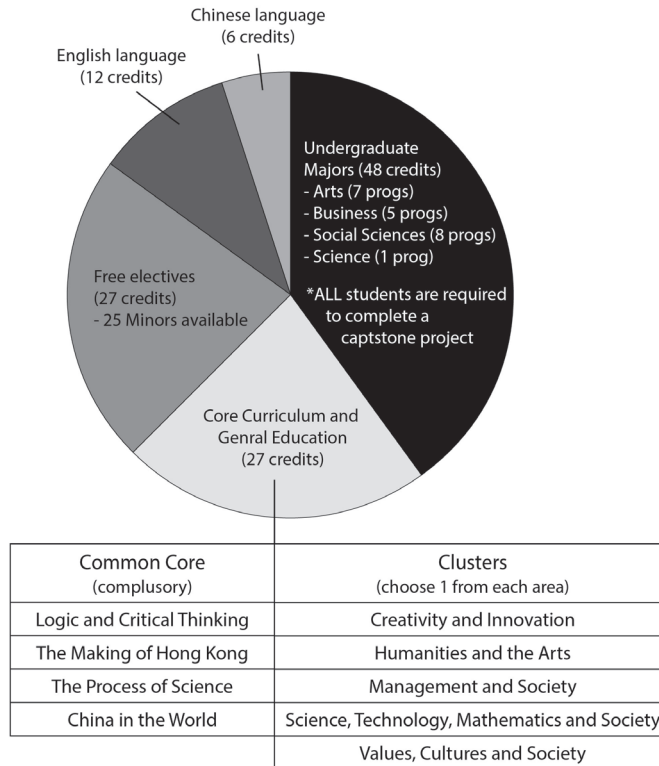 Chinese language
(6 credits)
English language
(12 credits)
Undergraduate
Majors (48 credits)
- Arts (7 progs)
- Business (5 progs)
- Social Sciences (8 progs)
- Science (1 prog)
*ALL students are required
to complete a
captstone project
Free electives
(27 credits)
- 25 Minors available
Core Curriculum and
Genral Education
(27 credits)
Common Core
(complusory)
Clusters
(choose 1 from each area)
Logic and Critical Thinking
Creativity and Innovation
The Making of Hong Kong
Humanities and the Arts
The Process of Science
Management and Society
China in the World
Science, Technology, Mathematics and Society
Values, Cultures and Society